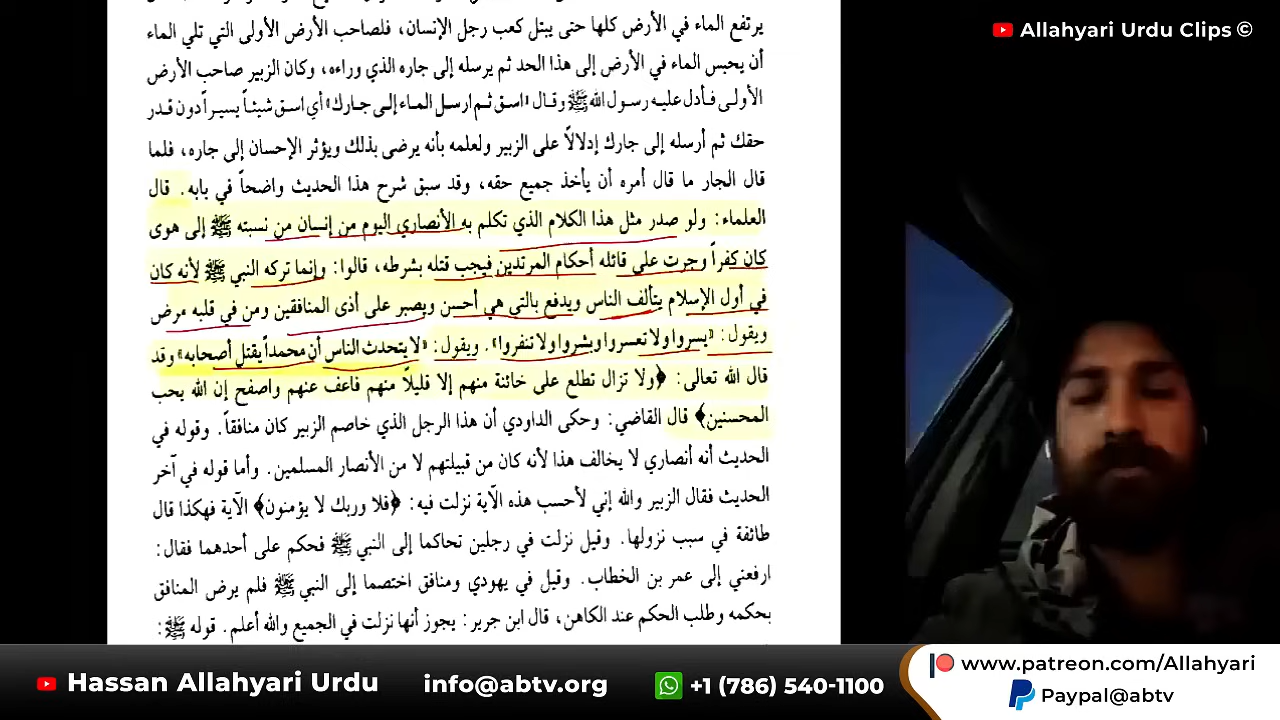 يرتفع الماء في الأرض كلها حتى يبتل كعب رجل الإنسان، فلصاحب الأرض الأولى التي تلي الماء
أن يحبس الماء في الأرض إلى هذا الحد ثم يرسله إلى جاره الذي وراءه، وكان الزبير صاحب الأرض
الأولى فأدل عليه رسول الله ﷺ وقال «اسق ثم ارسل الماء إلى جارك» أي اسق شيئاً يسيراً دون قدر
حقك ثم أرسله إلى جارك إدلالاً على الزبير ولعلمه بأنه يرضى بذلك ويؤثر الإحسان إلى جاره، فلما
قال الجار ما قال أمره أن يأخذ جميع حقه، وقد سبق شرح هذا الحديث واضحاً في بابه. قال
العلماء: ولو صدر مثل هذا الكلام الذي تكلم به الأنصاري اليوم من إنسان من نسبته ﷺ إلى هوى
كان كفراً وجرت على قائله أحكام المرتدين فيجب قتله بشرطه، قالوا: وإنما تركه النبي ﷺ لأنه كان
في أول الإسلام يتألف الناس ويدفع بالتي هي أحسن ويصبر على أذى المنافقين ومن في قلبه مرض
ويقول: «يسروا ولا تعسروا وبشروا ولا تنفروا». ويقول: «لا يتحدث الناس أن محمداً يقتل أصحابه» وقد
قال الله تعالى: ﴿ولا تزال تطلع على خائنة منهم إلا قليلاً منهم فاعف عنهم واصفح إن الله يحب
المحسنين﴾ قال القاضي: وحكى الداودي أن هذا الرجل الذي خاصم الزبير كان منافقاً. وقوله في
الحديث أنه أنصاري لا يخالف هذا لأنه كان من قبيلتهم لا من الأنصار المسلمين. وأما قوله في آخر
الحديث فقال الزبير والله إني لأحسب هذه الآية نزلت فيه: ﴿فلا وربك لا يؤمنون﴾ الآية فهكذا قال
طائفة في سبب نزولها. وقيل نزلت في رجلين تحاكما إلى النبي ﷺ فحكم على أحدهما فقال:
ارفعني إلى عمر بن الخطاب. وقيل في يهودي ومنافق اختصما إلى النبي ﷺ فلم يرض المنافق
بحكمه وطلب الحكم عند الكاهن، قال ابن جرير: يجوز أنها نزلت في الجميع والله أعلم. قوله ﷺ:
Allahyari Urdu Clips ©
Hassan Allahyari Urdu
info@abtv.org
+1 (786) 540-1100
www.patreon.com/Allahyari
Paypal@abtv